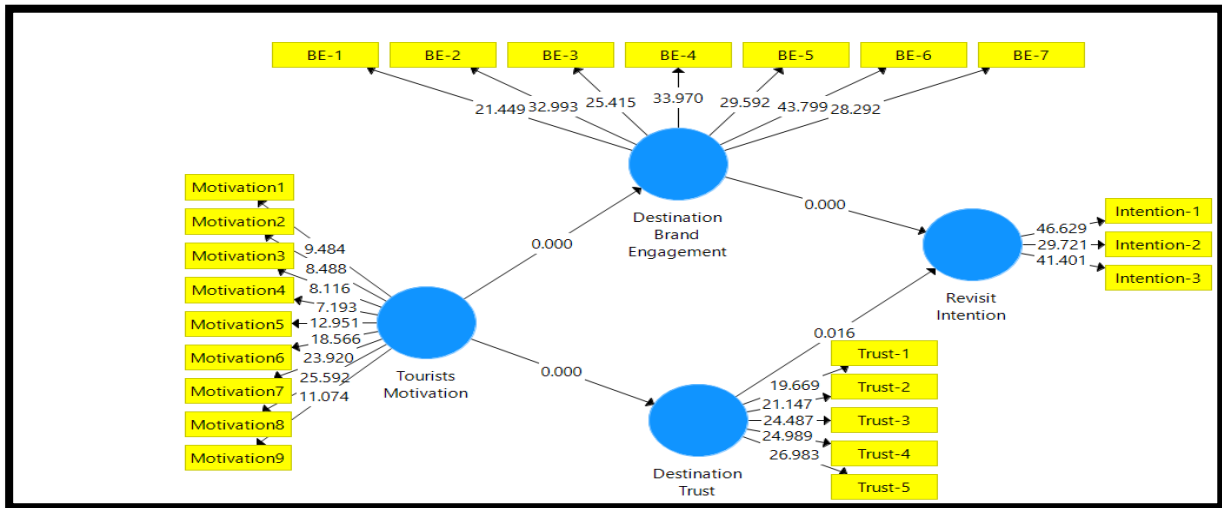 BE-1
BE-2
BE-3
BE-4
BE-5
BE-6
BE-7
21.449
32.993
25.415
33.970
29.592
43.799
28.292
Destination
Brand
Engagement
Motivation1
Motivation2
Motivation3
Motivation4
Motivation5
Motivation6
Motivation7
Motivation8
Motivation9
9.484
8.488
8.116
7.193
12.951
18.566
23.920
25.592
11.074
Tourists
Motivation
0.000
0.000
0.000
0.016
Revisit
Intention
46.629
29.721
41.401
Intention-1
Intention-2
Intention-3
Destination
Trust
19.669
21.147
24.487
24.989
26.983
Trust-1
Trust-2
Trust-3
Trust-4
Trust-5